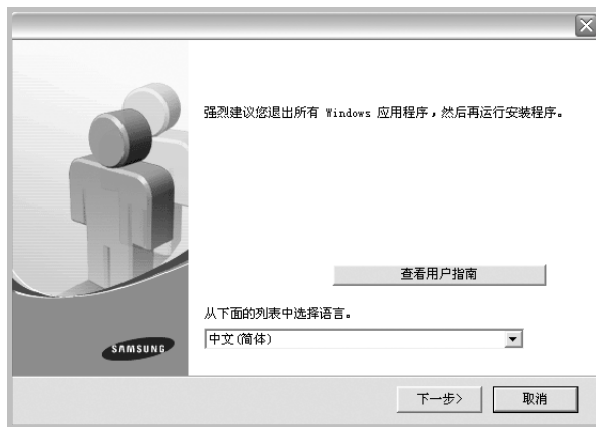 强烈建议您退出所有 Windows 应用程序，然后再运行安装程序。
查看用户指南
从下面的列表中选择语言。
中文(简体)
SAMSUNG
下一步>
取消